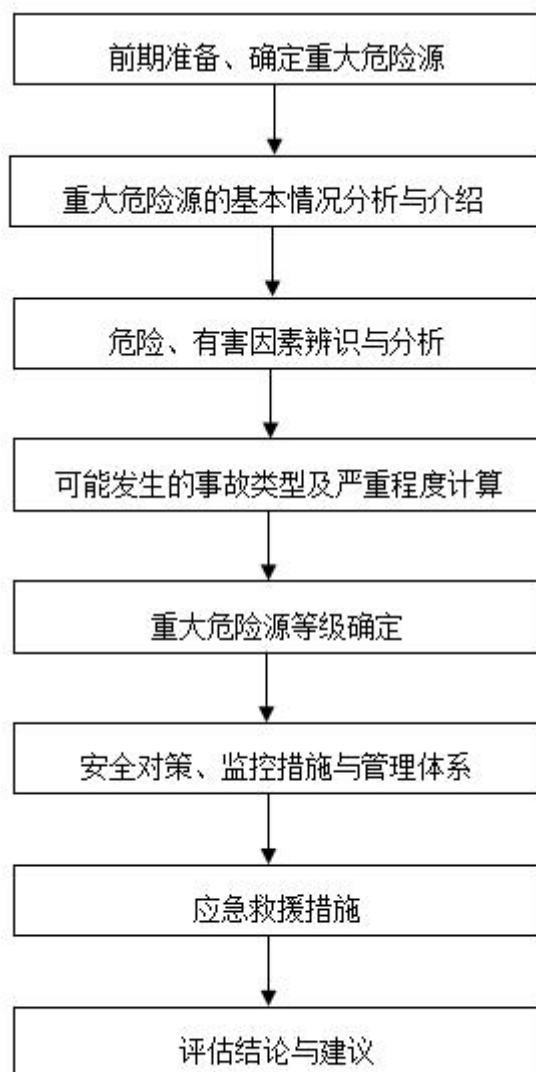 前期准备、确定重大危险源
重大危险源的基本情况分析与介绍
危险、有害因素辨识与分析
可能发生的事故类型及严重程度计算
重大危险源等级确定
安全对策、监控措施与管理体系
应急救援措施
评估结论与建议